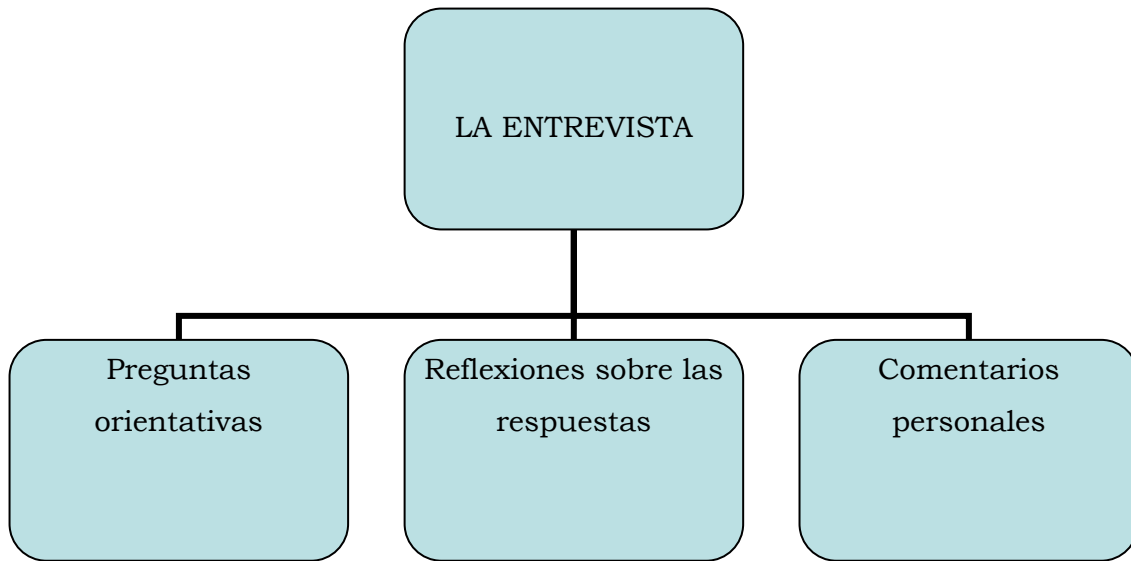 LA ENTREVISTA
Preguntas
orientativas
Reflexiones sobre las
respuestas
Comentarios
personales